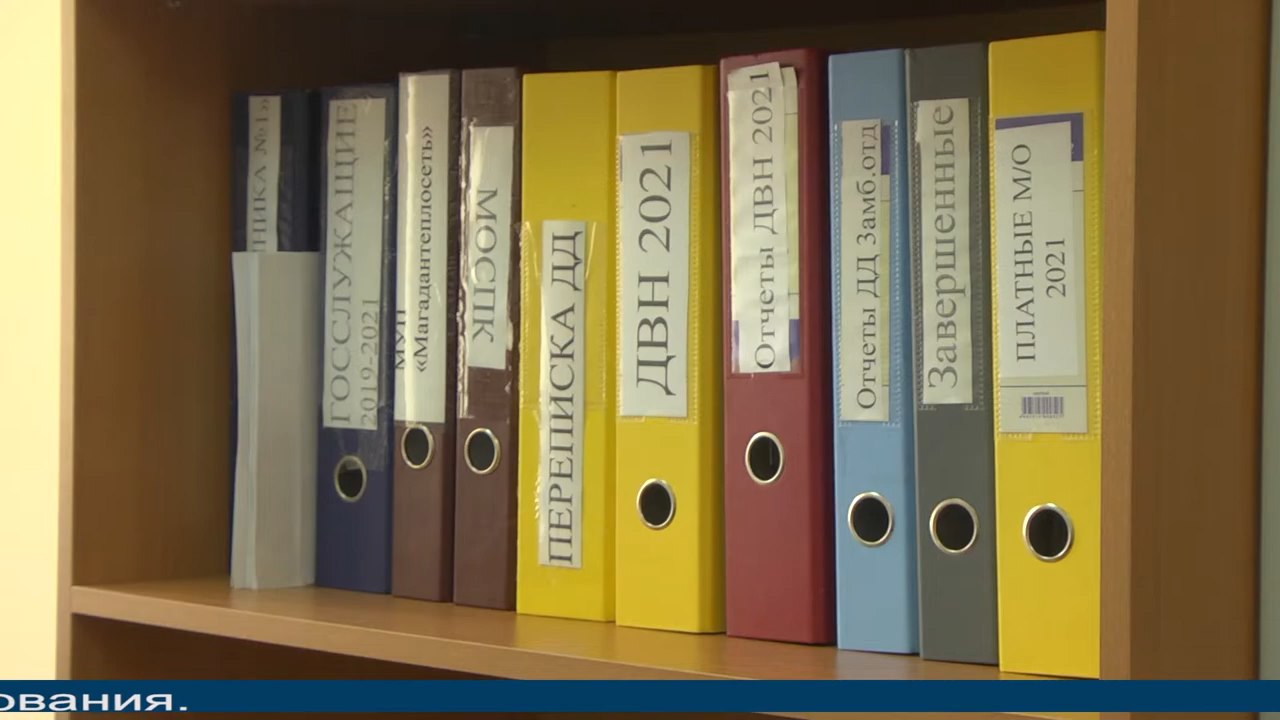 №1»
ГОССЛУЖАЩИЕ
2019-2021
МУП
«Магадантеплосеть»
МОСПК
ПЕРЕПИСКА ДД
ДВН 2021
Отчеты ДВН 2021
Отчеты ДД Замб.отд
Завершенные
ПЛАТНЫЕ М/О
2021